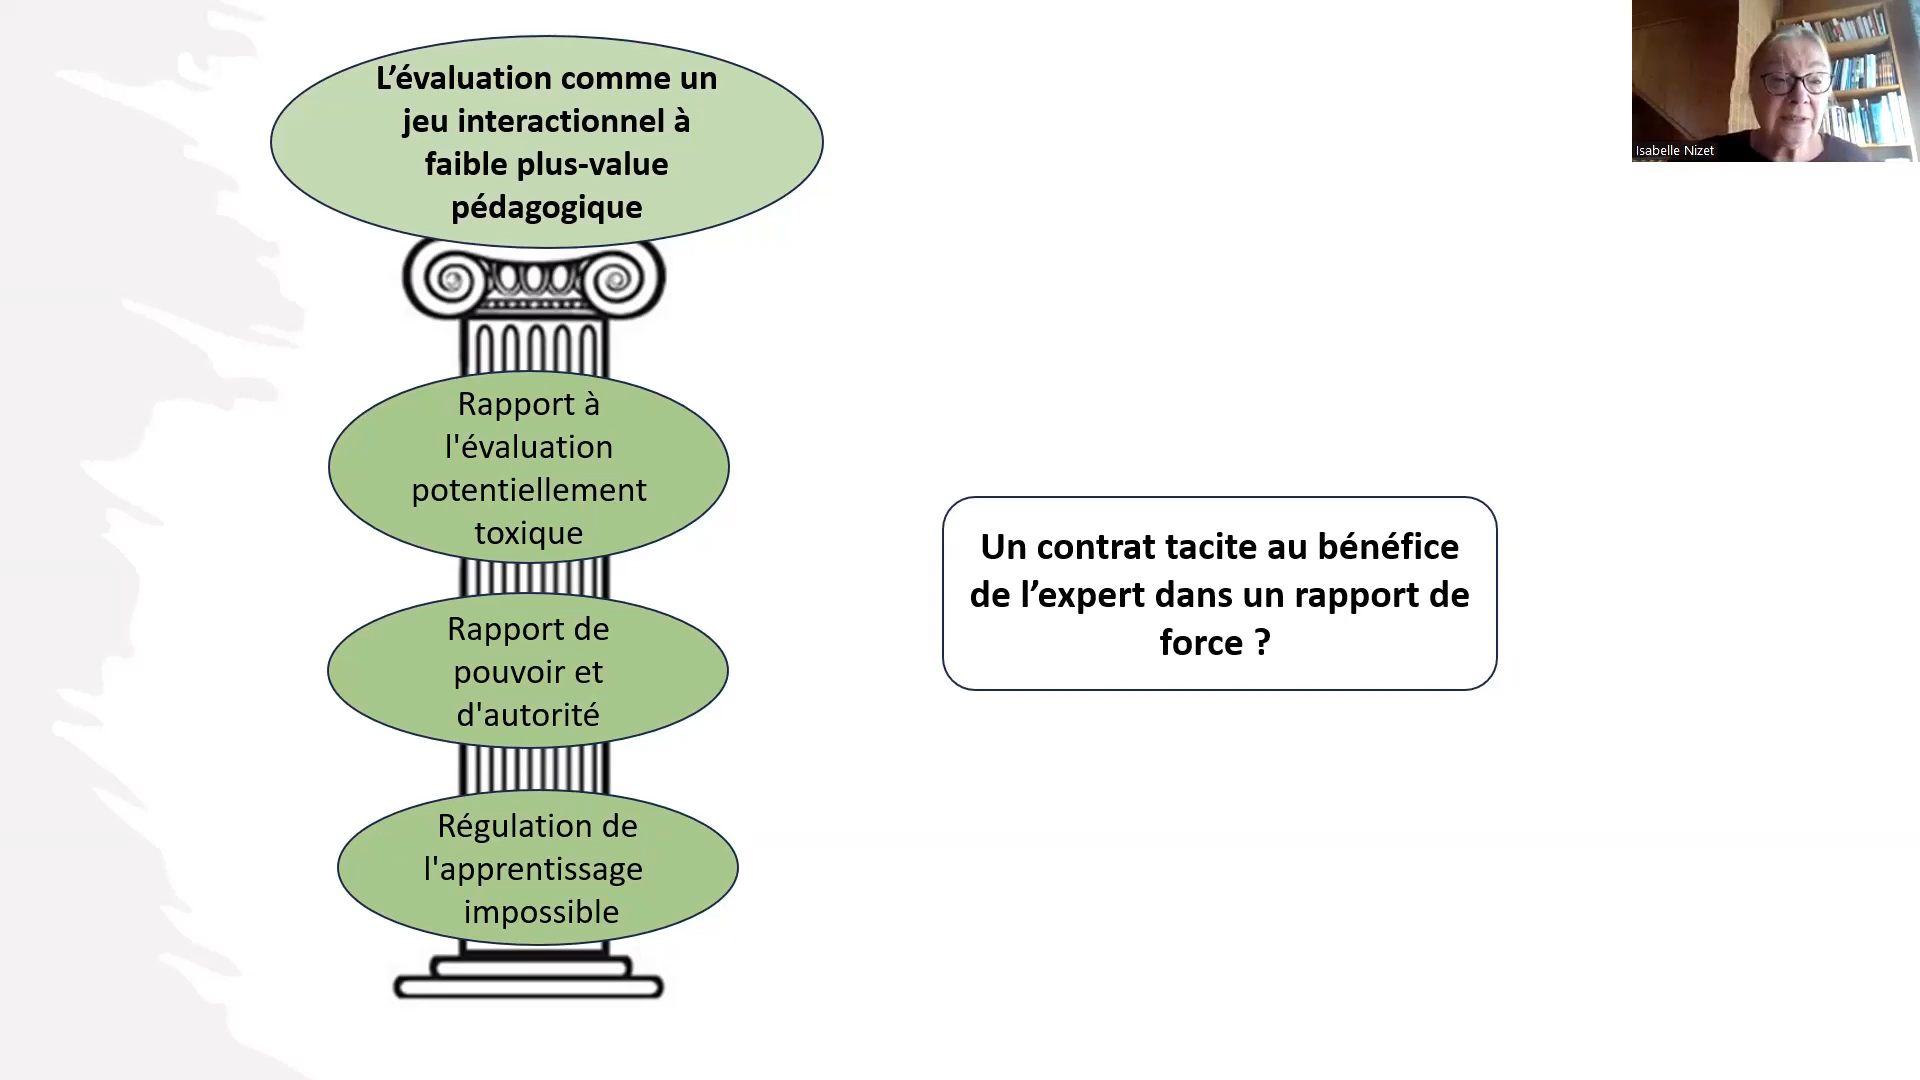 L’évaluation comme un
jeu interactionnel à
faible plus-value
pédagogique
Rapport à
l'évaluation
potentiellement
toxique
Rapport de
pouvoir et
d'autorité
Régulation de
l'apprentissage
impossible
Un contrat tacite au bénéfice
de l’expert dans un rapport de
force ?
Isabelle Nizet